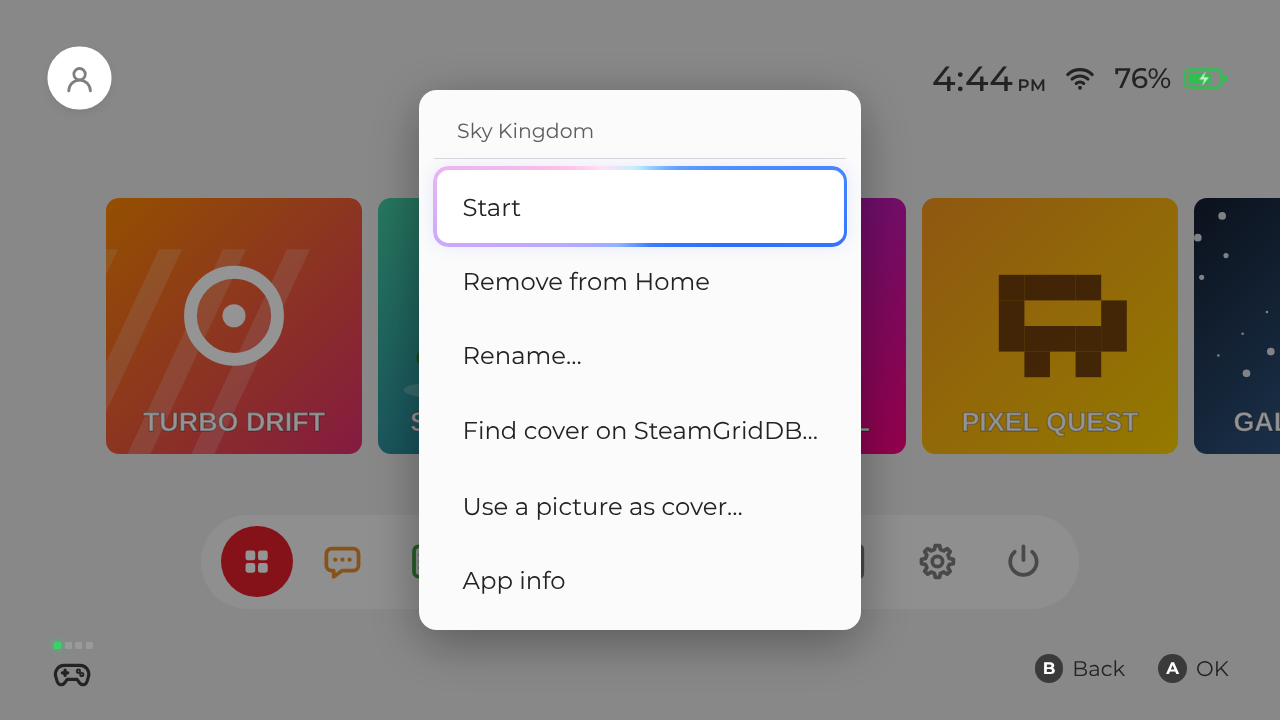 4:44 PM
76%
Sky Kingdom
Start
Remove from Home
Rename...
Find cover on SteamGridDB...
Use a picture as cover...
App info
TURBO DRIFT
PIXEL QUEST
B Back
A OK